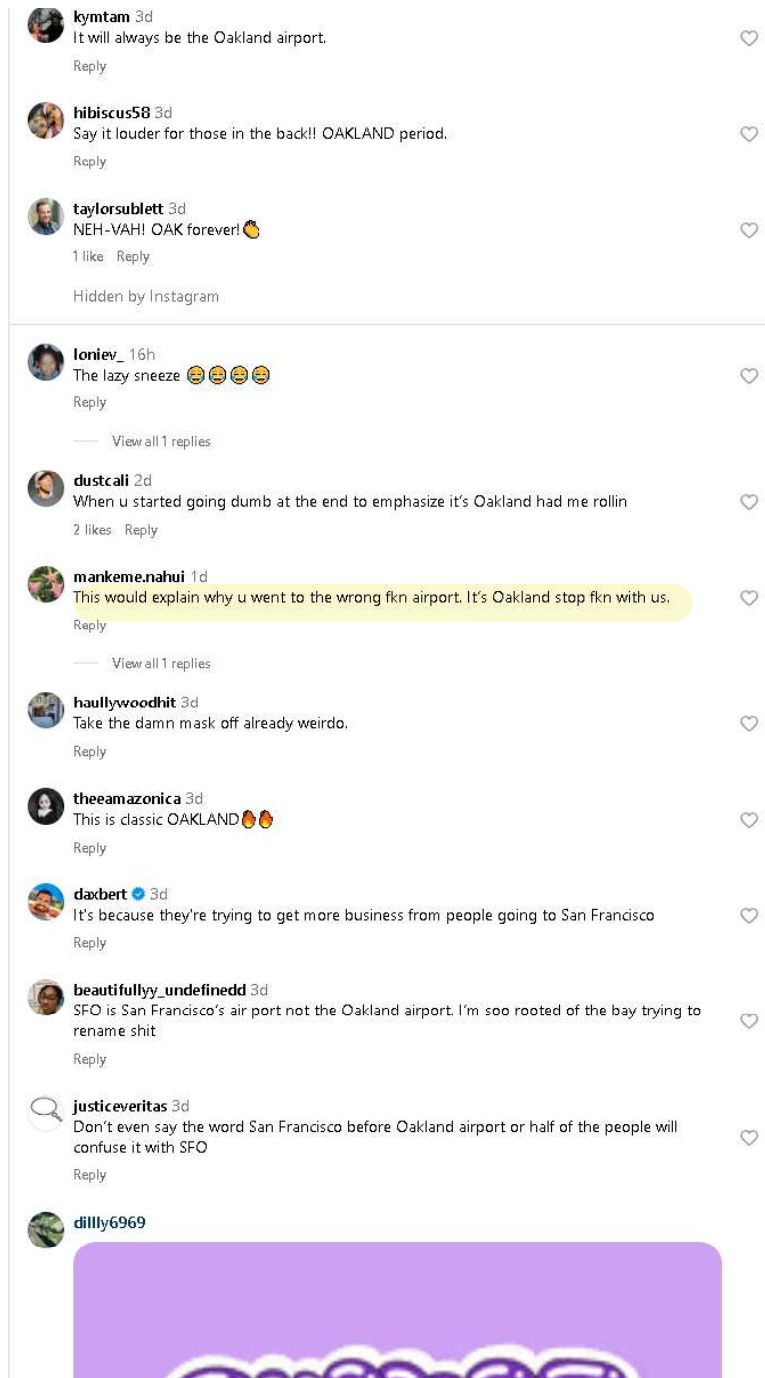 kymtam 3d
It will always be the Oakland airport.
Reply
hibiscus58 3d
Say it louder for those in the back!! OAKLAND period.
Reply
taylorsublett 3d
NEH-VAH! OAK forever!👏
1 like Reply
Hidden by Instagram
loniev_ 16h
The lazy sneeze 😂😂😂😂
Reply
View all 1 replies
dustcali 2d
When u started going dumb at the end to emphasize it's Oakland had me rollin
2 likes Reply
mankeme.nahui 1d
This would explain why u went to the wrong fkn airport. It's Oakland stop fkn with us.
Reply
View all 1 replies
haullywoodhit 3d
Take the damn mask off already weirdo.
Reply
theeamazonica 3d
This is classic OAKLAND🔥🔥
Reply
daxbert 3d
It's because they're trying to get more business from people going to San Francisco
Reply
beautifullyy_undefinedd 3d
SFO is San Francisco's air port not the Oakland airport. I'm soo rooted of the bay trying to
rename shit
Reply
justiceveritas 3d
Don't even say the word San Francisco before Oakland airport or half of the people will
confuse it with SFO
Reply
dillly6969